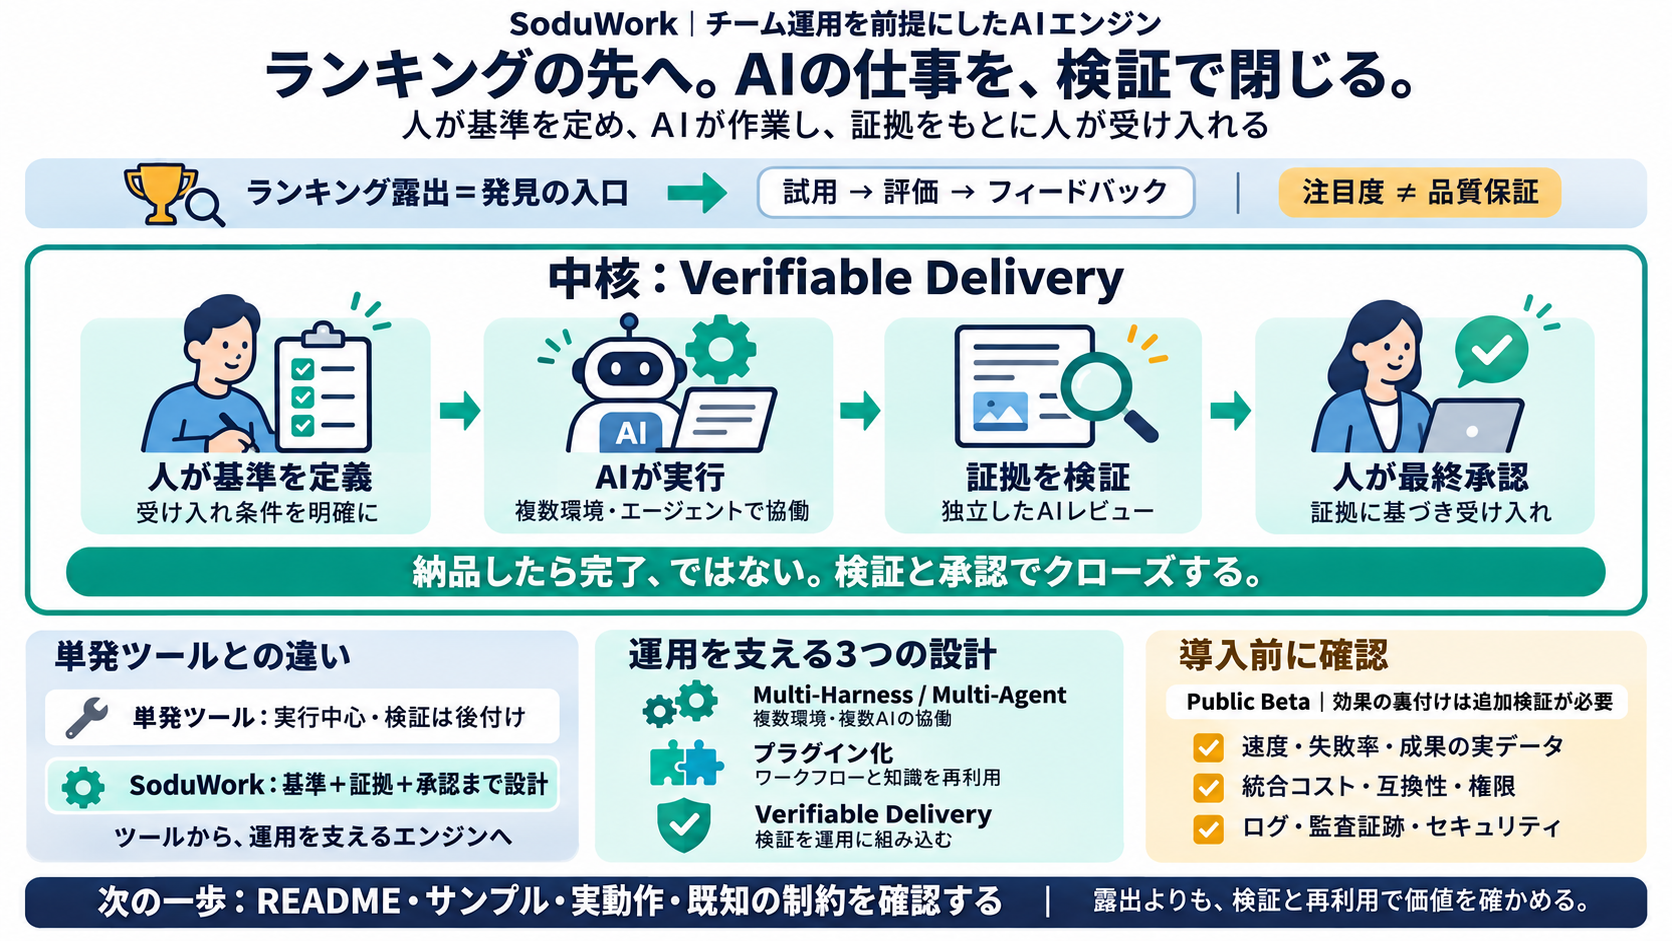 SoduWork｜チーム運用を前提にしたAIエンジン
ランキングの先へ。AIの仕事を、検証で閉じる。
人が基準を定め、AIが作業し、証拠をもとに人が受け入れる
ランキング露出＝発見の入口
試用 → 評価 → フィードバック
注目度 ≠ 品質保証
中核：Verifiable Delivery
人が基準を定義
受け入れ条件を明確に
AI
AIが実行
複数環境・エージェントで協働
証拠を検証
独立したAIレビュー
人が最終承認
証拠に基づき受け入れ
納品したら完了、ではない。検証と承認でクローズする。
単発ツールとの違い
単発ツール：実行中心・検証は後付け
SoduWork：基準＋証拠＋承認まで設計
ツールから、運用を支えるエンジンへ
運用を支える3つの設計
Multi-Harness / Multi-Agent
複数環境・複数AIの協働
プラグイン化
ワークフローと知識を再利用
Verifiable Delivery
検証を運用に組み込む
導入前に確認
Public Beta｜効果の裏付けは追加検証が必要
速度・失敗率・成果の実データ
統合コスト・互換性・権限
ログ・監査証跡・セキュリティ
次の一歩：README・サンプル・実動作・既知の制約を確認する
露出よりも、検証と再利用で価値を確かめる。